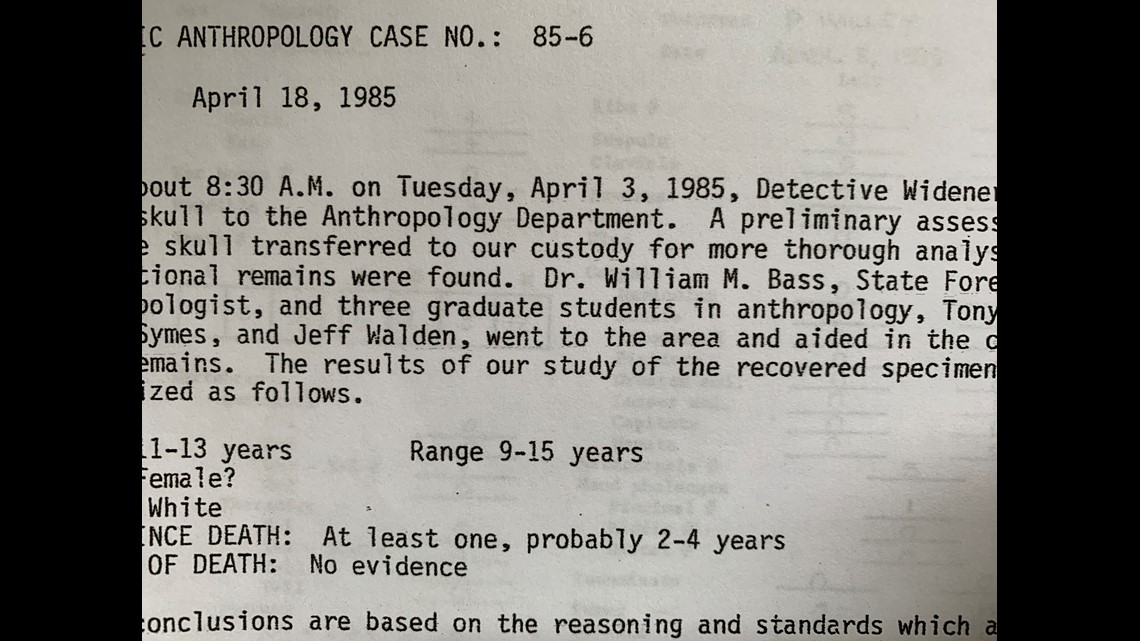 IC ANTHROPOLOGY CASE NO.: 85-6
April 18, 1985
bout 8:30 A.M. on Tuesday, April 3, 1985, Detective Widener
skull to the Anthropology Department. A preliminary assess
e skull transferred to our custody for more thorough analys
tional remains were found. Dr. William M. Bass, State Fore
pologist, and three graduate students in anthropology, Tony
Symes, and Jeff Walden, went to the area and aided in the c
emains. The results of our study of the recovered specimen
ized as follows.
11-13 years Range 9-15 years
Female?
White
INCE DEATH: At least one, probably 2-4 years
OF DEATH: No evidence
conclusions are based on the reasoning and standards which a